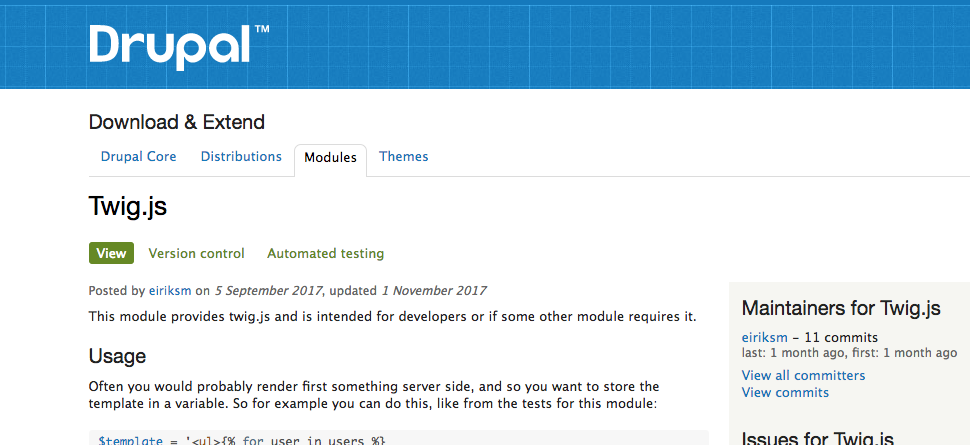 Drupal™
Download & Extend
Drupal Core Distributions Modules Themes
Twig.js
View Version control Automated testing
Posted by eiriksm on 5 September 2017, updated 1 November 2017
This module provides twig.js and is intended for developers or if some other module requires it.
Usage
Often you would probably render first something server side, and so you want to store the
template in a variable. So for example you can do this, like from the tests for this module:
$template = '<ul>{% for user in users %}
Maintainers for Twig.js
eiriksm – 11 commits
last: 1 month ago, first: 1 month ago
View all committers
View commits
Issues for Twig.js